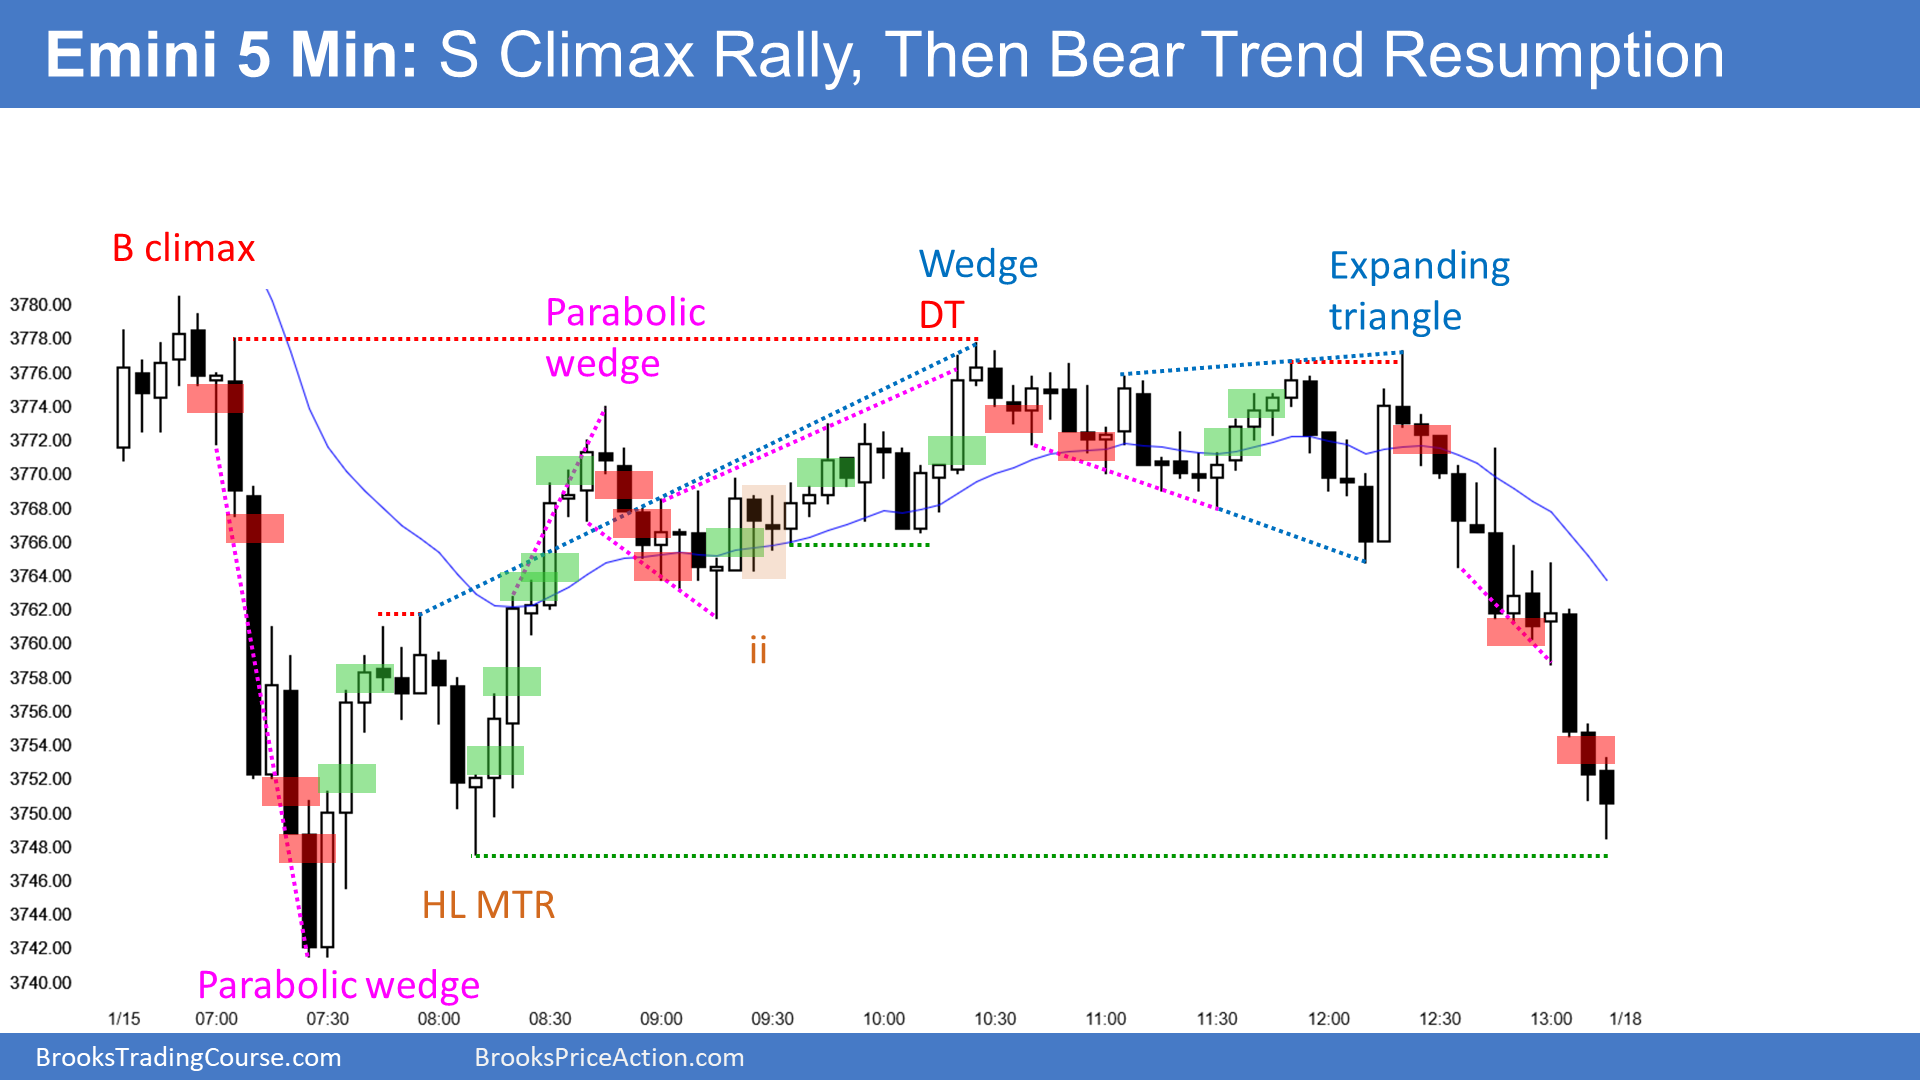 Emini 5 Min: S Climax Rally, Then Bear Trend Resumption
B climax
Parabolic
wedge
Wedge
DT
Expanding
triangle
3780.00
3778.00
3776.00
3774.00
3772.00
3770.00
3768.00
3766.00
3764.00
3762.00
3760.00
3758.00
3756.00
3754.00
3752.00
3750.00
3748.00
3746.00
3744.00
3742.00
3740.00
ii
HL MTR
Parabolic wedge
1/15 07:00 07:30 08:00 08:30 09:00 09:30 10:00 10:30 11:00 11:30 12:00 12:30 13:00 1/18
BrooksTradingCourse.com BrooksPriceAction.com